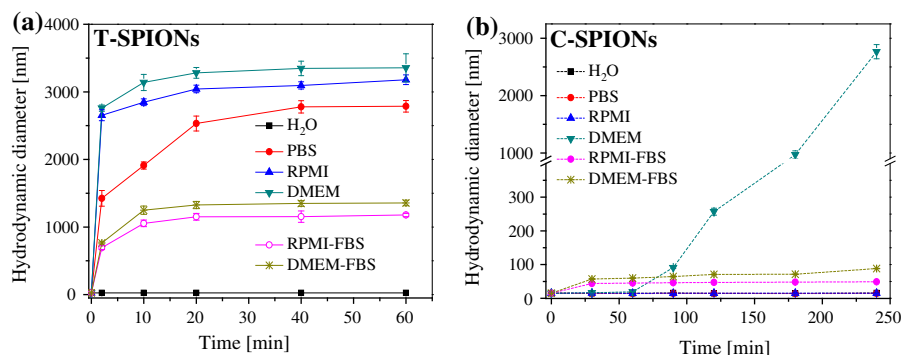 (a)
T-SPIONs
Hydrodynamic diameter [nm]
4000
3000
2000
1000
0
H₂O
PBS
RPMI
DMEM
RPMI-FBS
DMEM-FBS
0 10 20 30 40 50 60
Time [min]
(b)
C-SPIONs
Hydrodynamic diameter [nm]
3000
2500
2000
1000
300
200
100
50
0
H₂O
PBS
RPMI
DMEM
RPMI-FBS
DMEM-FBS
0 50 100 150 200 250
Time [min]